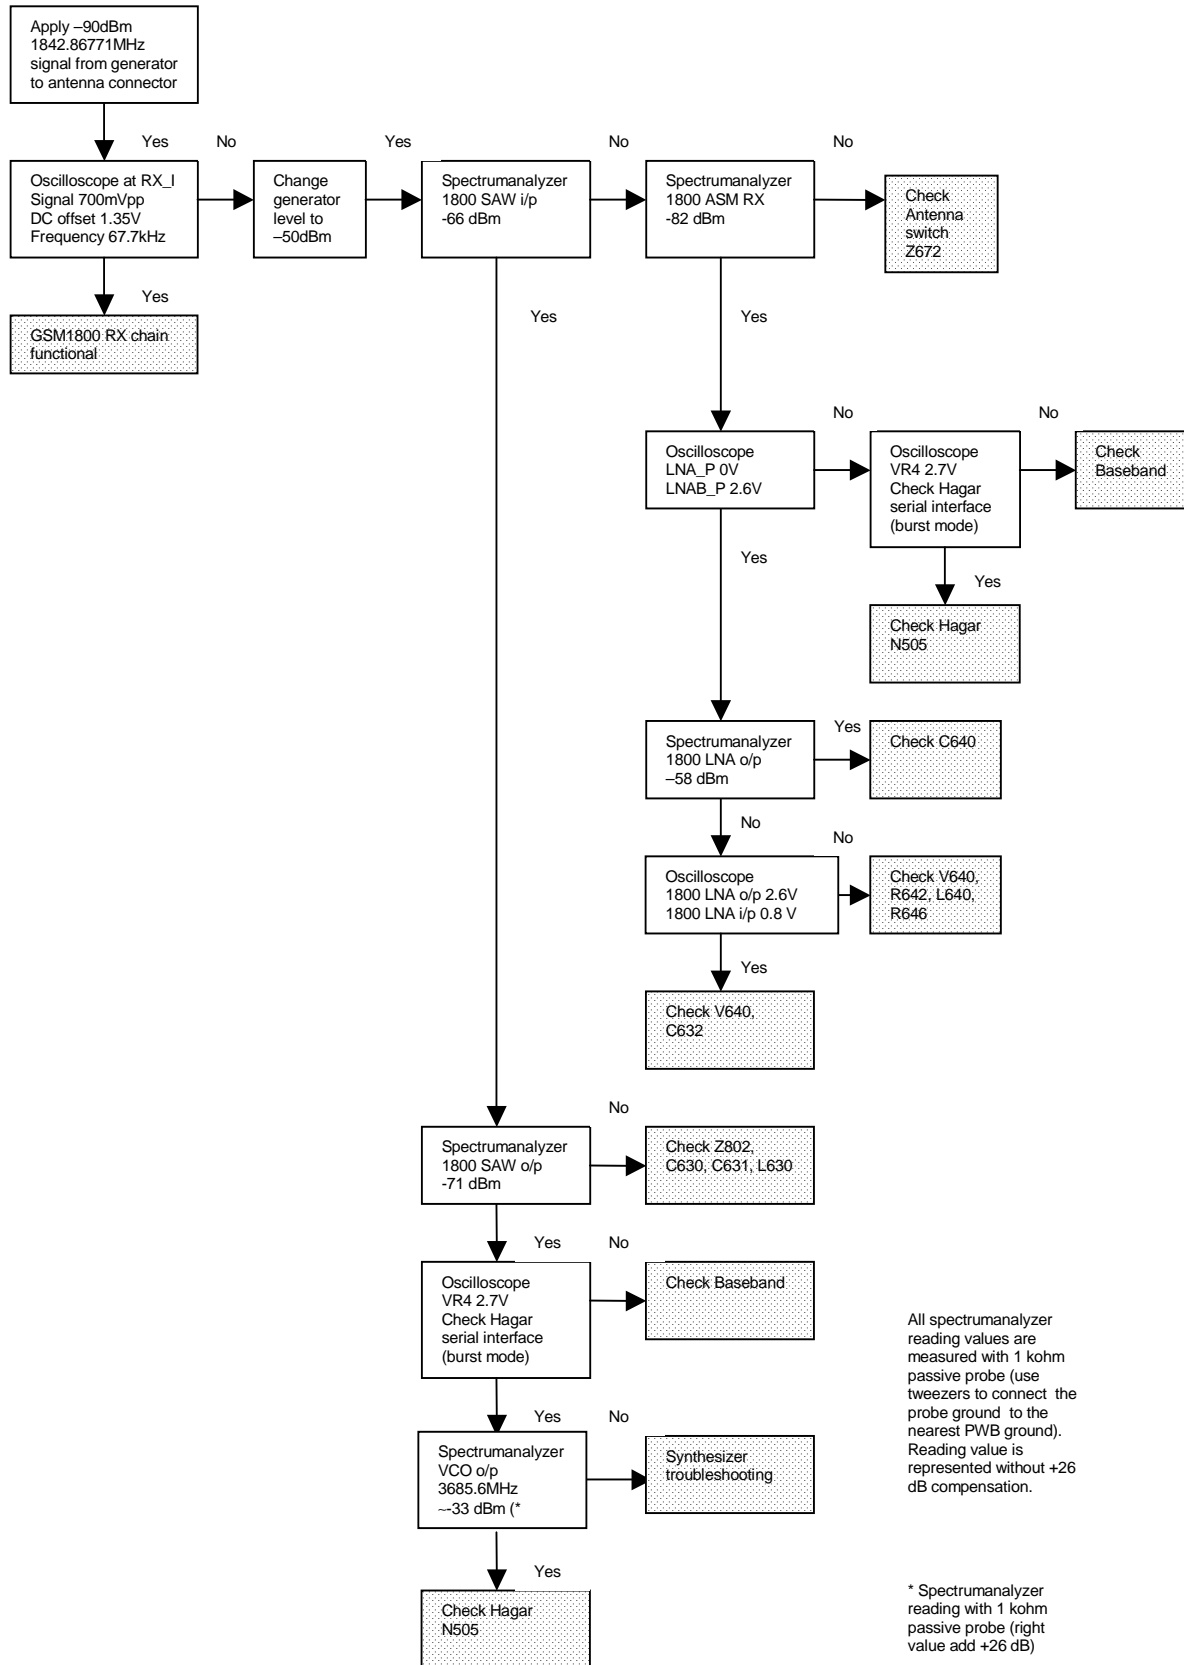 Apply –90dBm
1842.86771MHz
signal from generator
to antenna connector
Yes
No
Yes
No
No
Oscilloscope at RX_I
Signal 700mVpp
DC offset 1.35V
Frequency 67.7kHz
Change
generator
level to
–50dBm
Spectrumanalyzer
1800 SAW i/p
-66 dBm
Spectrumanalyzer
1800 ASM RX
-82 dBm
Check
Antenna
switch
Z672
Yes
Yes
Yes
GSM1800 RX chain
functional
No
No
Oscilloscope
LNA_P 0V
LNAB_P 2.6V
Oscilloscope
VR4 2.7V
Check Hagar
serial interface
(burst mode)
Check
Baseband
Yes
Yes
Check Hagar
N505
Spectrumanalyzer
1800 LNA o/p
–58 dBm
Yes
Check C640
No
No
Oscilloscope
1800 LNA o/p 2.6V
1800 LNA i/p 0.8 V
Check V640,
R642, L640,
R646
Yes
Check V640,
C632
No
Spectrumanalyzer
1800 SAW o/p
-71 dBm
Check Z802,
C630, C631, L630
Yes
No
Oscilloscope
VR4 2.7V
Check Hagar
serial interface
(burst mode)
Check Baseband
All spectrumanalyzer
reading values are
measured with 1 kohm
passive probe (use
tweezers to connect the
probe ground to the
nearest PWB ground).
Reading value is
represented without +26
dB compensation.
Yes
No
Spectrumanalyzer
VCO o/p
3685.6MHz
~-33 dBm (*
Synthesizer
troubleshooting
Yes
Check Hagar
N505
* Spectrumanalyzer
reading with 1 kohm
passive probe (right
value add +26 dB)